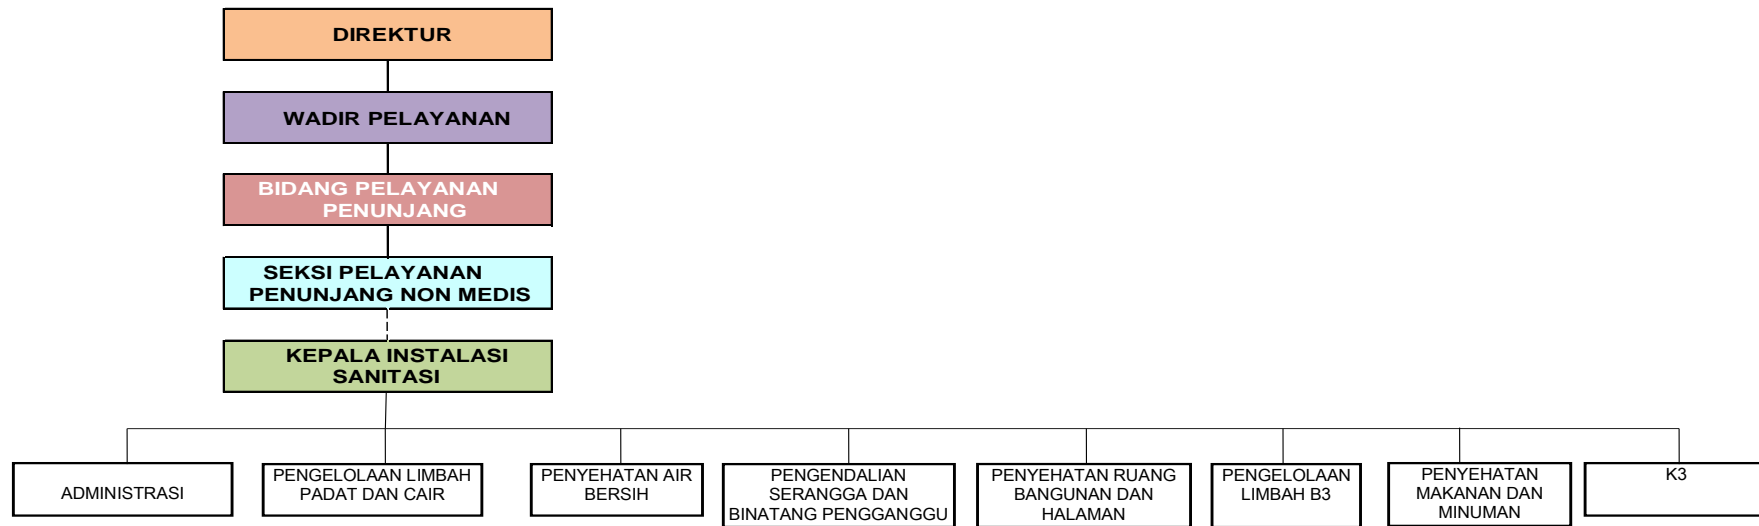 DIREKTUR
WADIR PELAYANAN
BIDANG PELAYANAN
PENUNJANG
SEKSI PELAYANAN
PENUNJANG NON MEDIS
KEPALA INSTALASI
SANITASI
ADMINISTRASI
PENGELOLAAN LIMBAH
PADAT DAN CAIR
PENYEHATAN AIR
BERSIH
PENGENDALIAN
SERANGGA DAN
BINATANG PENGGANGU
PENYEHATAN RUANG
BANGUNAN DAN
HALAMAN
PENGELOLAAN
LIMBAH B3
PENYEHATAN
MAKANAN DAN
MINUMAN
K3